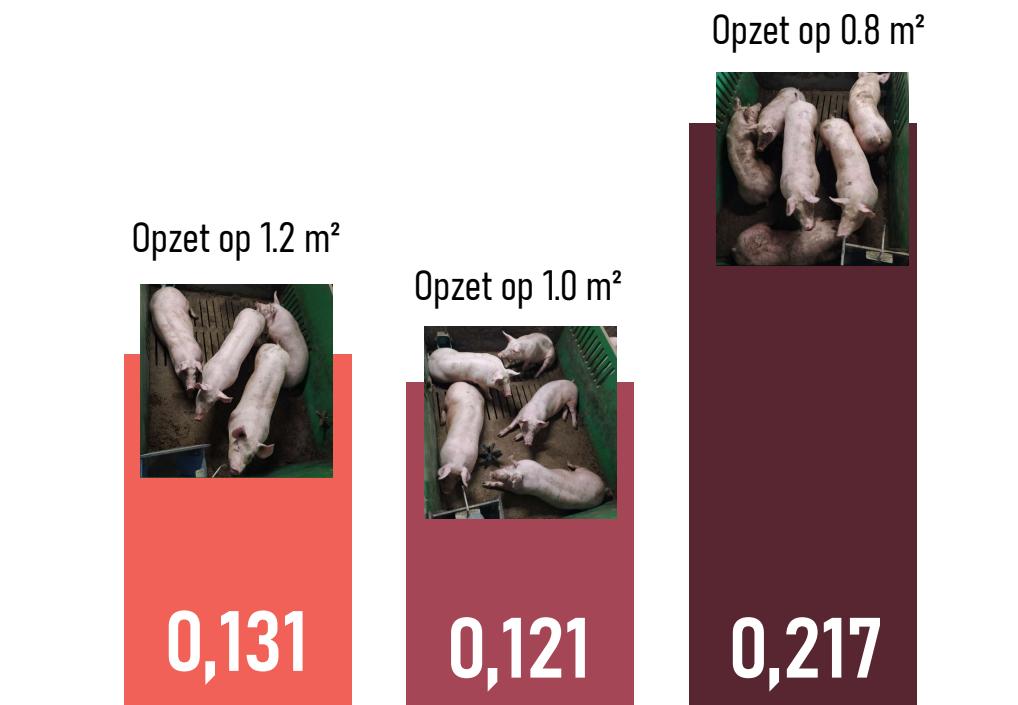 Opzet op 0.8 m²
Opzet op 1.2 m²
Opzet op 1.0 m²
0,131
0,121
0,217